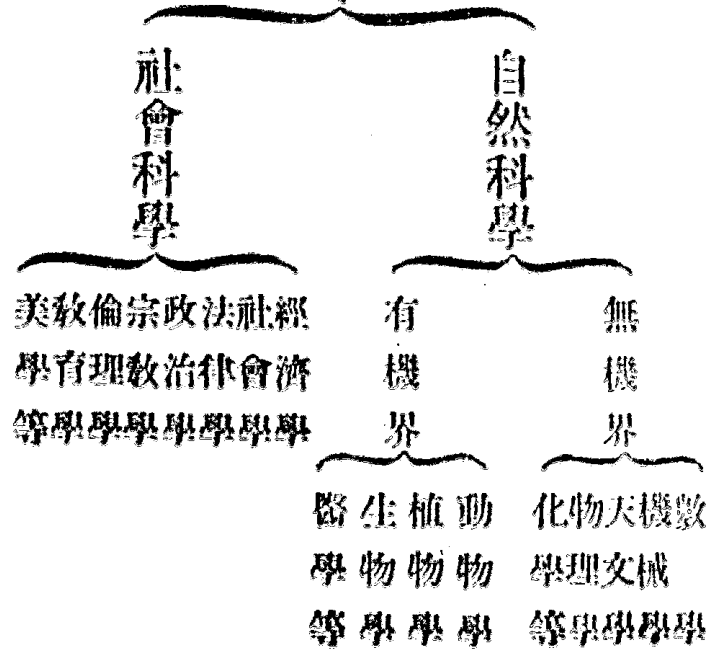 自然科學
無機界
數學
機械學
天文學
物理學
化學等
有機界
動物學
植物學
生物學
醫學等
社會科學
經濟學
社會學
法律學
政治學
宗敎學
倫理學
敎育學
美學等